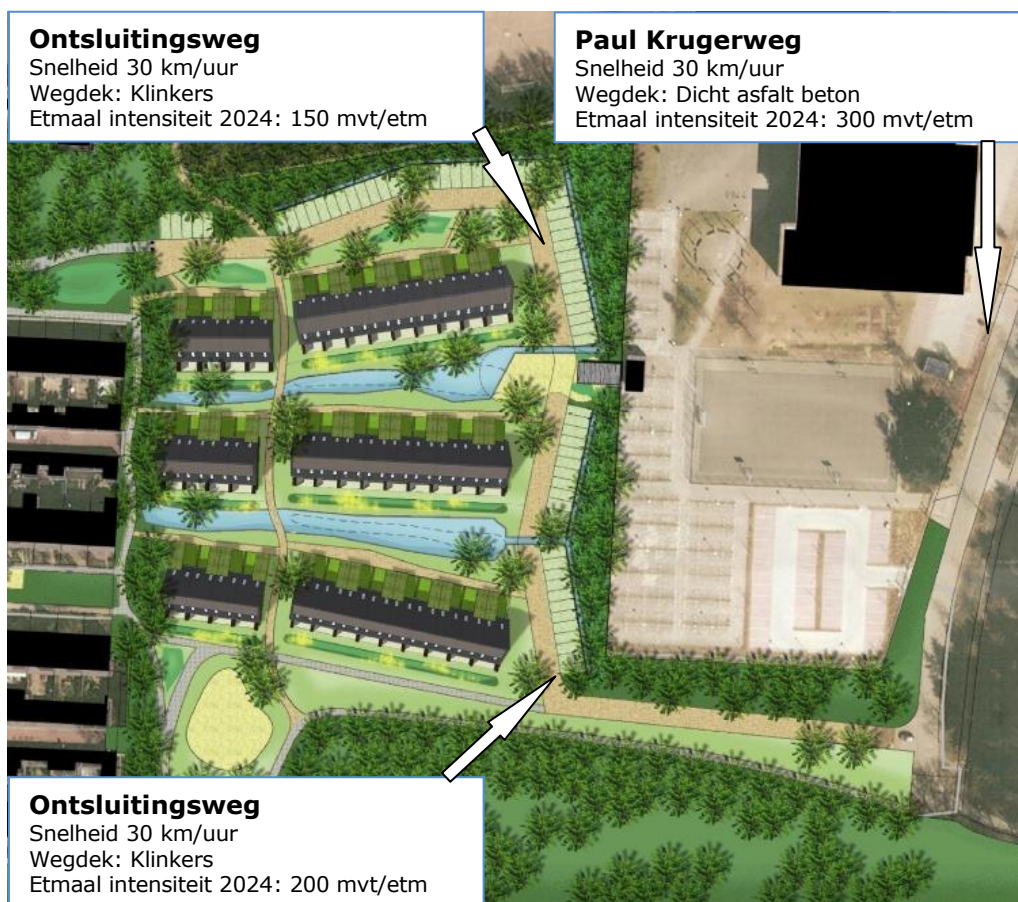 Ontsluitingsweg
Snelheid 30 km/uur
Wegdek: Klinkers
Etmaal intensiteit 2024: 150 mvt/etm
Paul Krugerweg
Snelheid 30 km/uur
Wegdek: Dicht asfalt beton
Etmaal intensiteit 2024: 300 mvt/etm
Ontsluitingsweg
Snelheid 30 km/uur
Wegdek: Klinkers
Etmaal intensiteit 2024: 200 mvt/etm